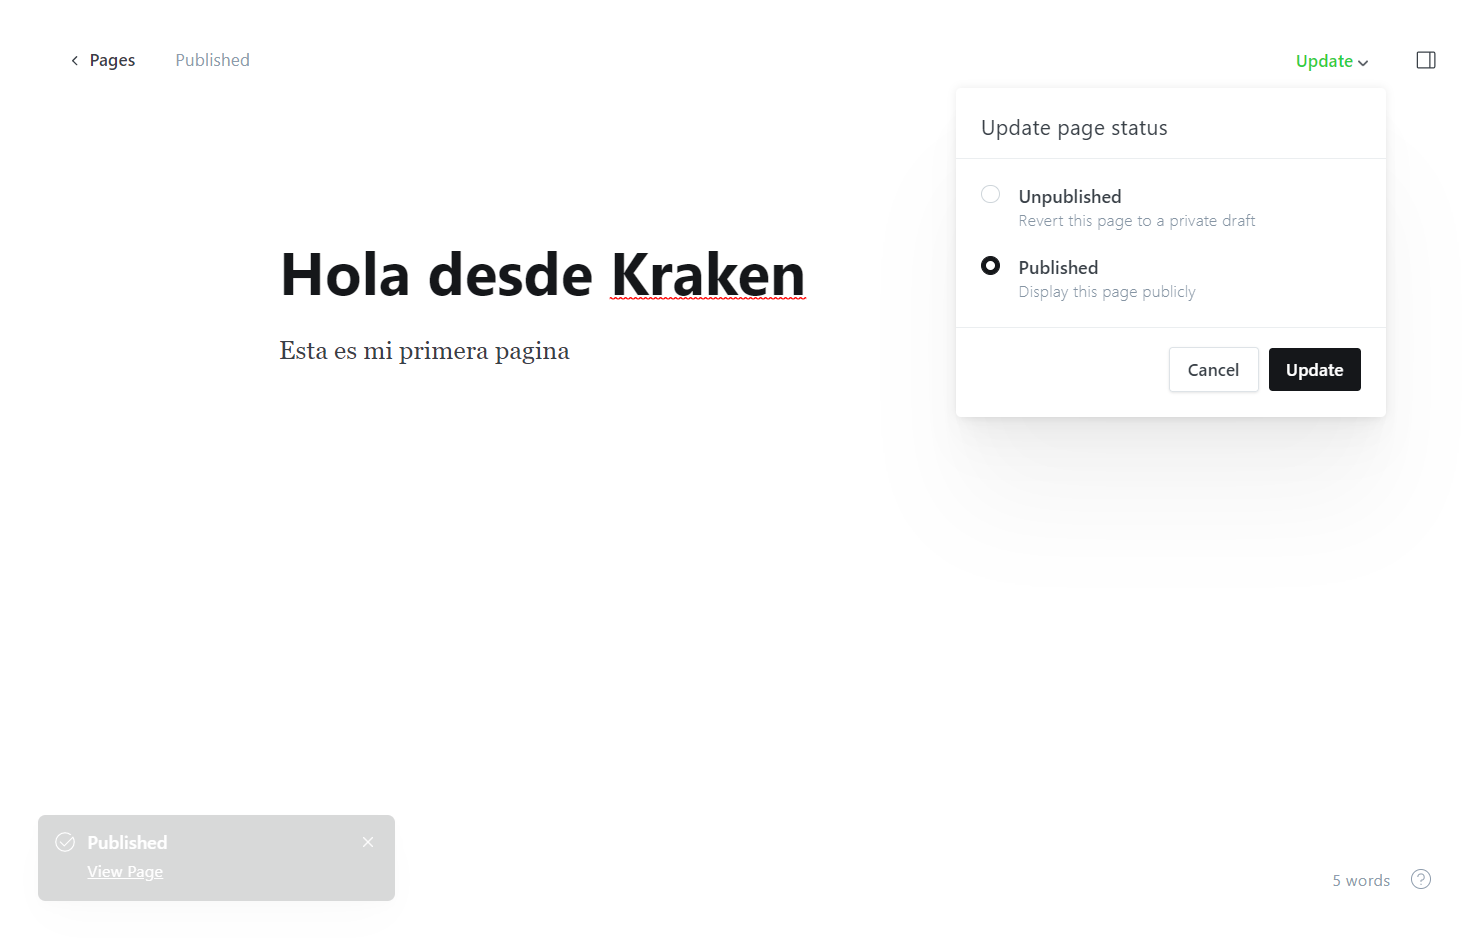 Pages
Published
Update
Update page status
Unpublished
Revert this page to a private draft
Published
Display this page publicly
Cancel
Update
Hola desde Kraken
Esta es mi primera pagina
Published
View Page
5 words
?